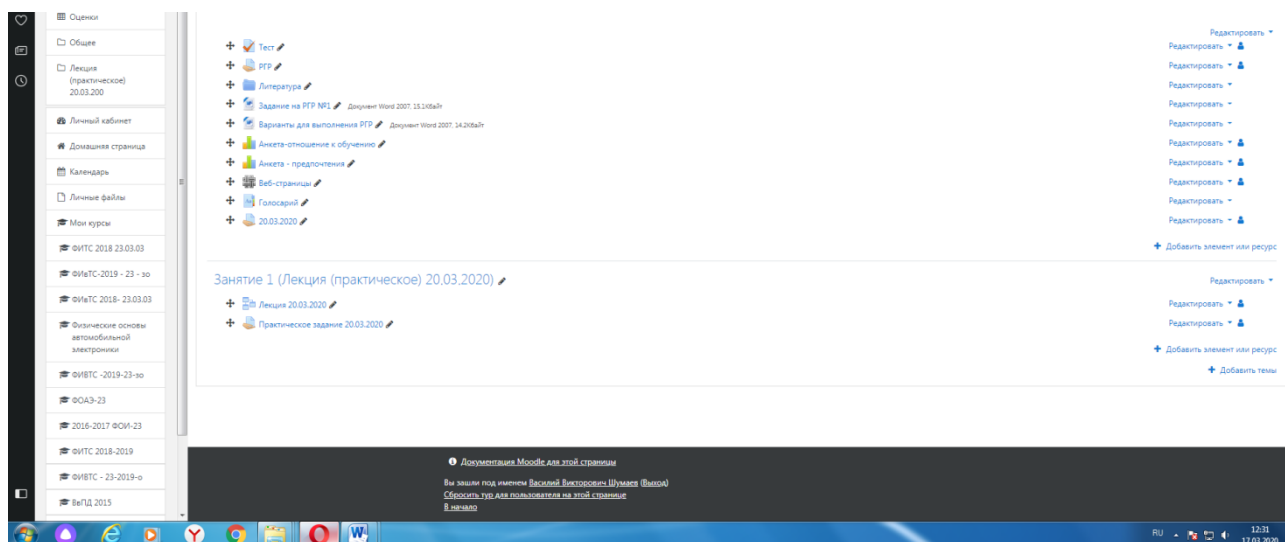 Оценки
Общее
Лекция
(практическое)
20.03.200
Личный кабинет
Домашняя страница
Календарь
Личные файлы
Мои курсы
ФИТС 2018 23.03.03
ФИвТС-2019 - 23 - зо
ФИвТС 2018- 23.03.03
Физические основы
автомобильной
электроники
ФИВТС -2019-23-зо
ФОАЭ-23
2016-2017 ФОИ-23
ФИТС 2018-2019
ФИВТС - 23-2019-о
ВвПД 2015
Редактировать
Тест Редактировать
РГР Редактировать
Литература Редактировать
Задание на РГР №1 Документ Word 2007, 15.1Кбайт Редактировать
Варианты для выполнения РГР Документ Word 2007, 14.2Кбайт Редактировать
Анкета-отношение к обучению Редактировать
Анкета - предпочтения Редактировать
Веб-страницы Редактировать
Голосарий Редактировать
20.03.2020 Редактировать
Добавить элемент или ресурс
Занятие 1 (Лекция (практическое) 20.03.2020) Редактировать
Лекция 20.03.2020 Редактировать
Практическое задание 20.03.2020 Редактировать
Добавить элемент или ресурс
Добавить темы
Документация Moodle для этой страницы
Вы зашли под именем Василий Викторович Шумаев (Выход)
Сбросить тур для пользователя на этой странице
В начало
RU 12:31
17.03.2020